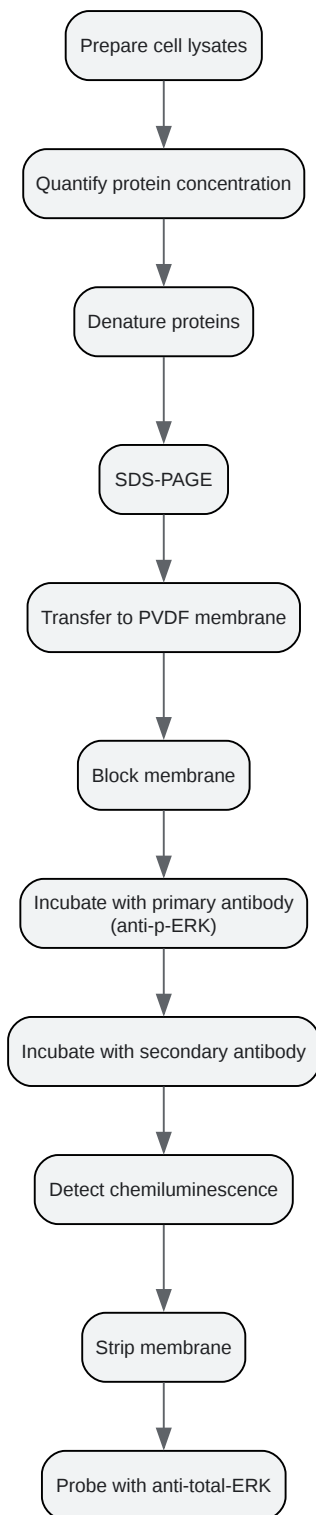 Prepare cell lysates
Quantify protein concentration
Denature proteins
SDS-PAGE
Transfer to PVDF membrane
Block membrane
Incubate with primary antibody
(anti-p-ERK)
Incubate with secondary antibody
Detect chemiluminescence
Strip membrane
Probe with anti-total-ERK